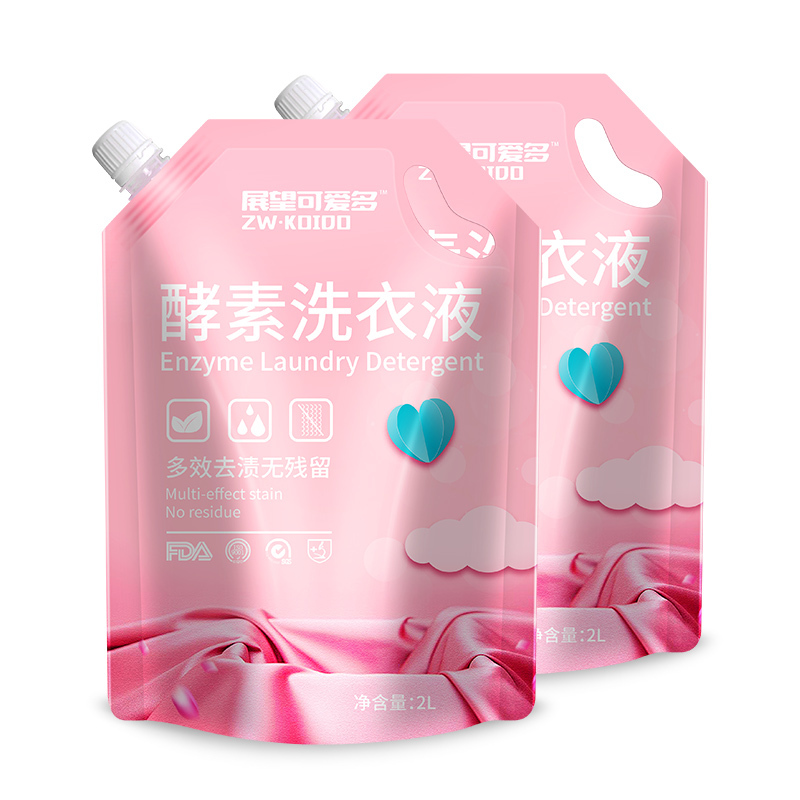 展望可爱多™
ZW·KOIDO
酵素洗衣液
Enzyme Laundry Detergent
多效去渍无残留
Multi-effect stain
No residue
FDA
净含量:2L
望可爱多™
ZW·KOIDO
衣液
Detergent
净含量:2L